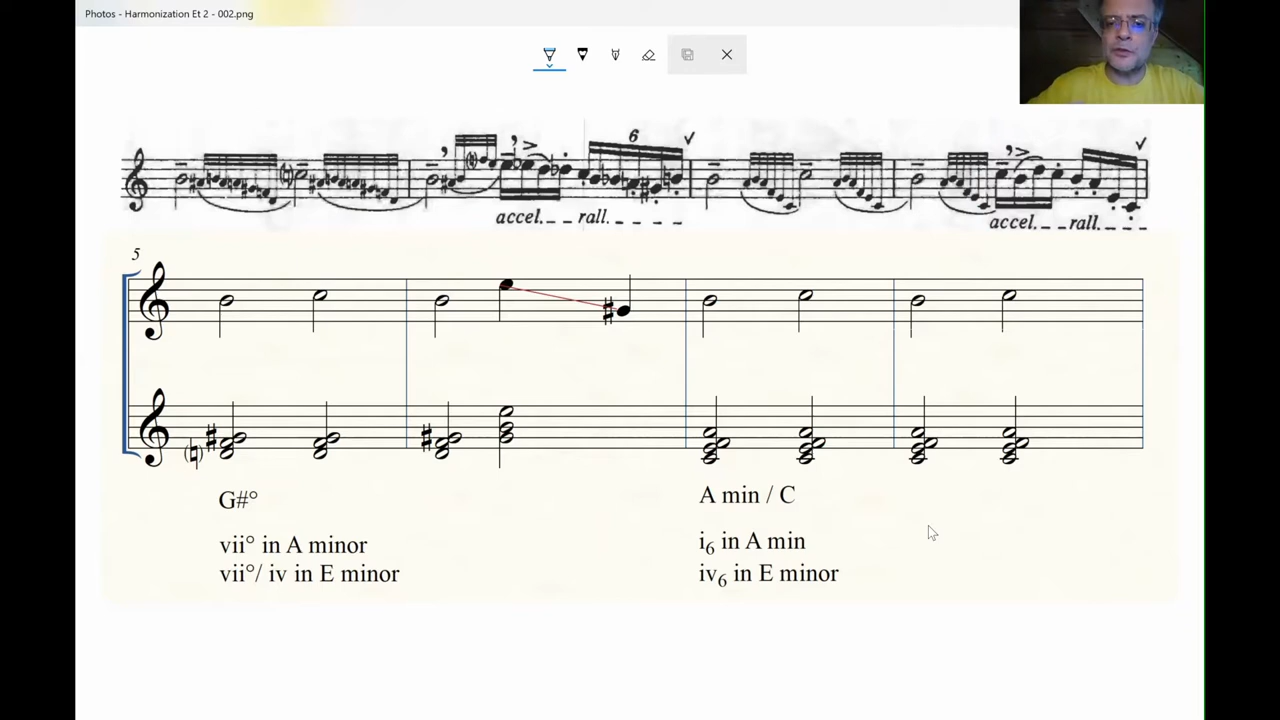 Photos - Harmonization Et 2 - 002.png
6
accel. rall.
accel. rall.
5
G#°
A min / C
vii° in A minor
i6 in A min
vii°/ iv in E minor
iv6 in E minor